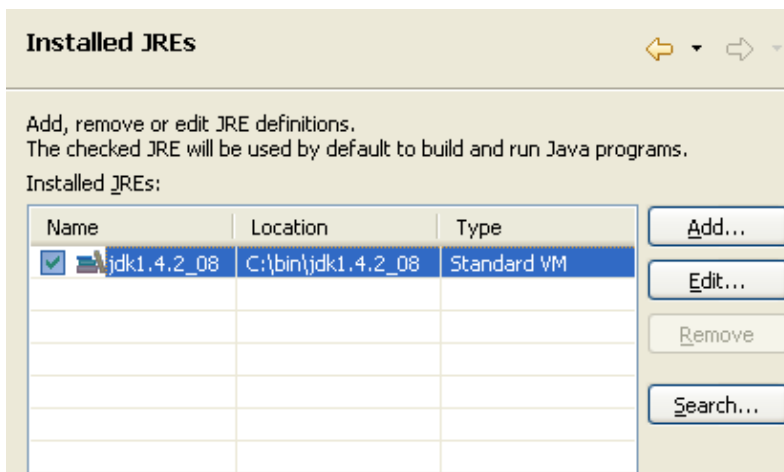 Installed JREs
Add, remove or edit JRE definitions.
The checked JRE will be used by default to build and run Java programs.
Installed JREs:
Name Location Type
jdk1.4.2_08 C:\bin\jdk1.4.2_08 Standard VM
Add...
Edit...
Remove
Search...